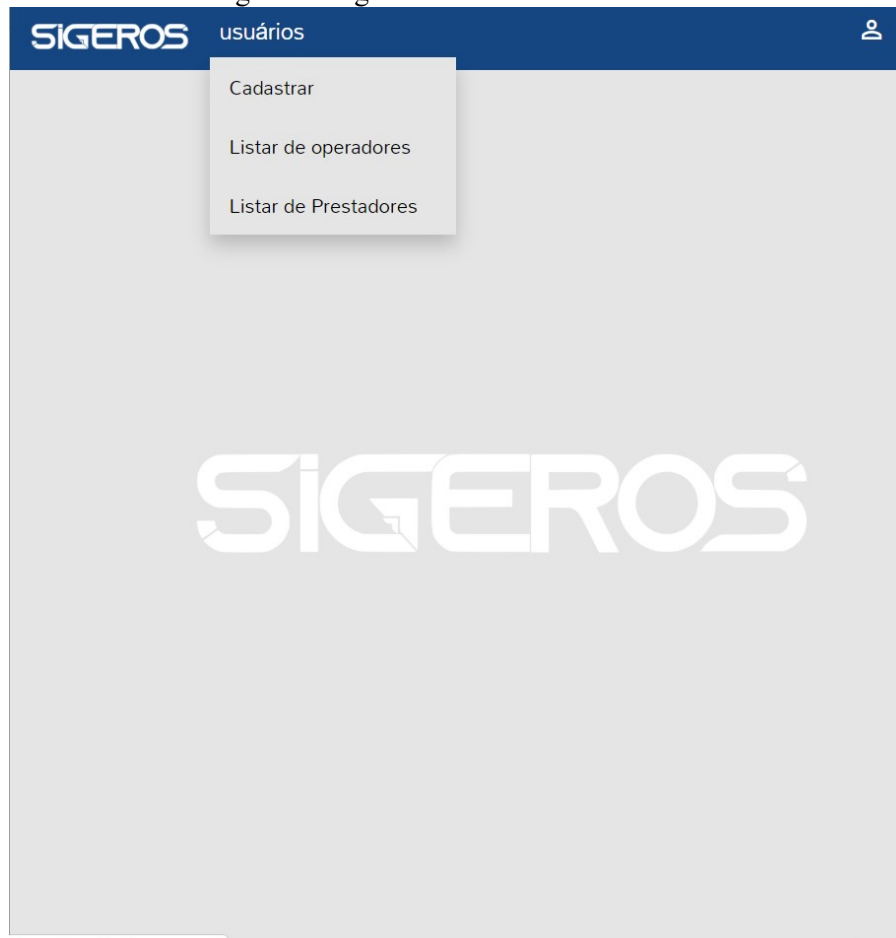 SiGEROS usuários
Cadastrar
Listar de operadores
Listar de Prestadores
SiGEROS